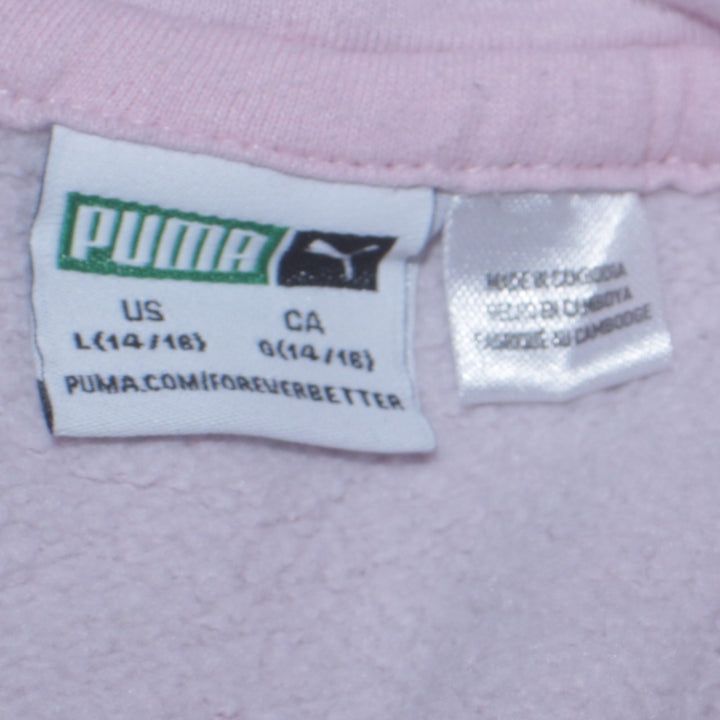 PUMA
US
L(14/16)
CA
G(14/16)
PUMA.COM/FOREVERBETTER
MADE IN CAMBODIA
HECHO EN CAMBOYA
FABRIQUÉ AU CAMBODGE